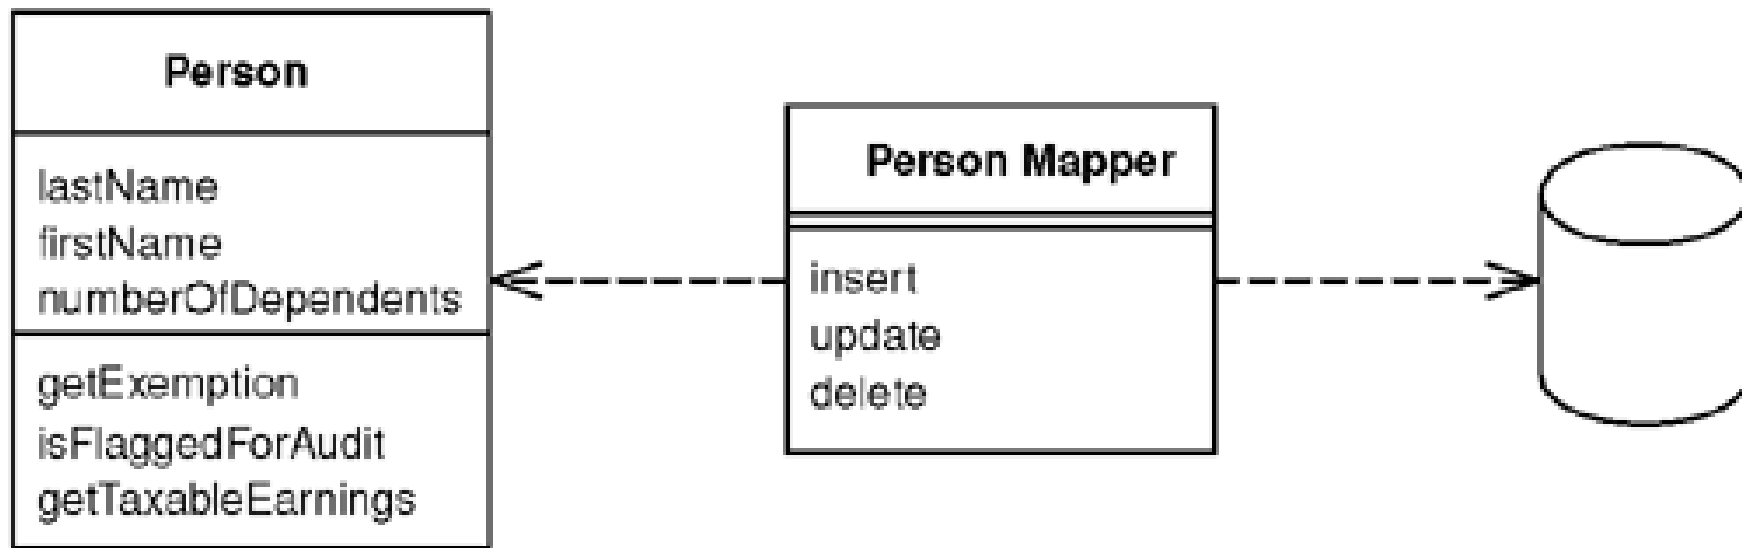 Person
lastName
firstName
numberOfDependents
getExemption
isFlaggedForAudit
getTaxableEarnings
Person Mapper
insert
update
delete